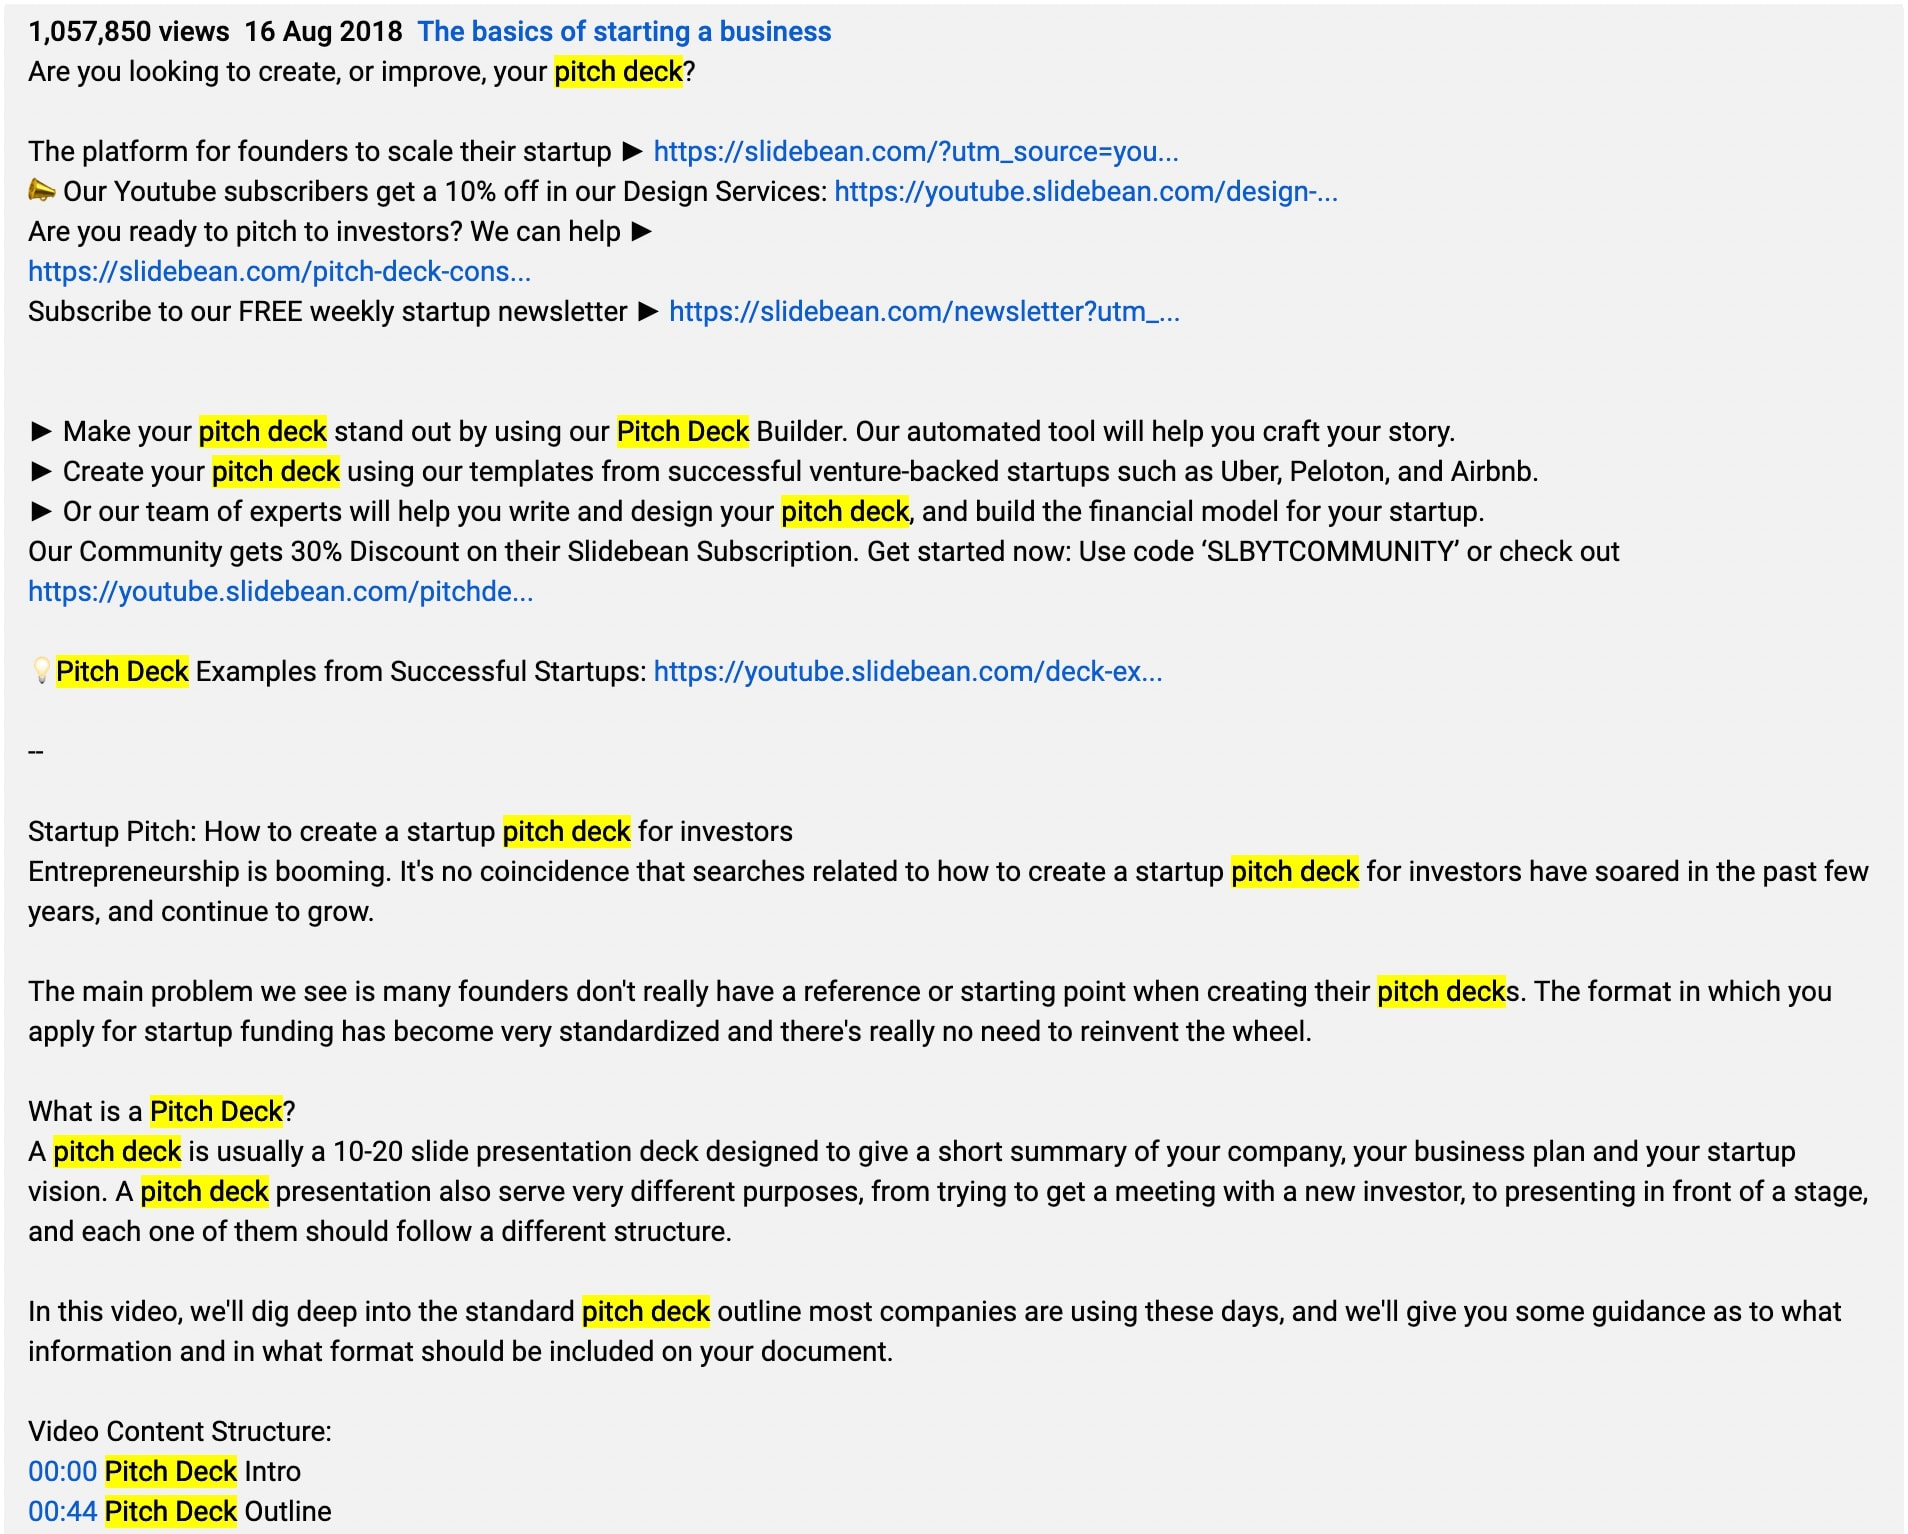 1,057,850 views  16 Aug 2018  The basics of starting a business
Are you looking to create, or improve, your pitch deck?
The platform for founders to scale their startup ► https://slidebean.com/?utm_source=you...
📣 Our Youtube subscribers get a 10% off in our Design Services: https://youtube.slidebean.com/design-...
Are you ready to pitch to investors? We can help ►
https://slidebean.com/pitch-deck-cons...
Subscribe to our FREE weekly startup newsletter ► https://slidebean.com/newsletter?utm_...
► Make your pitch deck stand out by using our Pitch Deck Builder. Our automated tool will help you craft your story.
► Create your pitch deck using our templates from successful venture-backed startups such as Uber, Peloton, and Airbnb.
► Or our team of experts will help you write and design your pitch deck, and build the financial model for your startup.
Our Community gets 30% Discount on their Slidebean Subscription. Get started now: Use code ‘SLBYTCOMMUNITY’ or check out
https://youtube.slidebean.com/pitchde...
💡Pitch Deck Examples from Successful Startups: https://youtube.slidebean.com/deck-ex...
--
Startup Pitch: How to create a startup pitch deck for investors
Entrepreneurship is booming. It's no coincidence that searches related to how to create a startup pitch deck for investors have soared in the past few
years, and continue to grow.
The main problem we see is many founders don't really have a reference or starting point when creating their pitch decks. The format in which you
apply for startup funding has become very standardized and there's really no need to reinvent the wheel.
What is a Pitch Deck?
A pitch deck is usually a 10-20 slide presentation deck designed to give a short summary of your company, your business plan and your startup
vision. A pitch deck presentation also serve very different purposes, from trying to get a meeting with a new investor, to presenting in front of a stage,
and each one of them should follow a different structure.
In this video, we'll dig deep into the standard pitch deck outline most companies are using these days, and we'll give you some guidance as to what
information and in what format should be included on your document.
Video Content Structure:
00:00 Pitch Deck Intro
00:44 Pitch Deck Outline